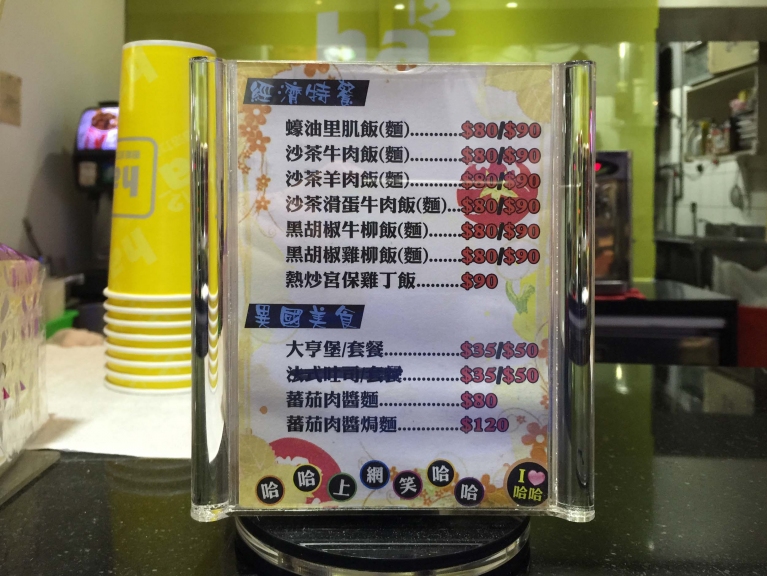 ha
12
經濟特餐
蠔油里肌飯(麵)..........$80/$90
沙茶牛肉飯(麵)..........$80/$90
沙茶羊肉飯(麵)..........$80/$90
沙茶滑蛋牛肉飯(麵)...$80/$90
黑胡椒牛柳飯(麵).......$80/$90
黑胡椒雞柳飯(麵).......$80/$90
熱炒宮保雞丁飯..........$90
異國美食
大亨堡/套餐...............$35/$50
法式吐司/套餐 $35/$50
蕃茄肉醬麵................$80
蕃茄肉醬焗麵.............$120
哈哈上網笑哈哈
I
哈哈